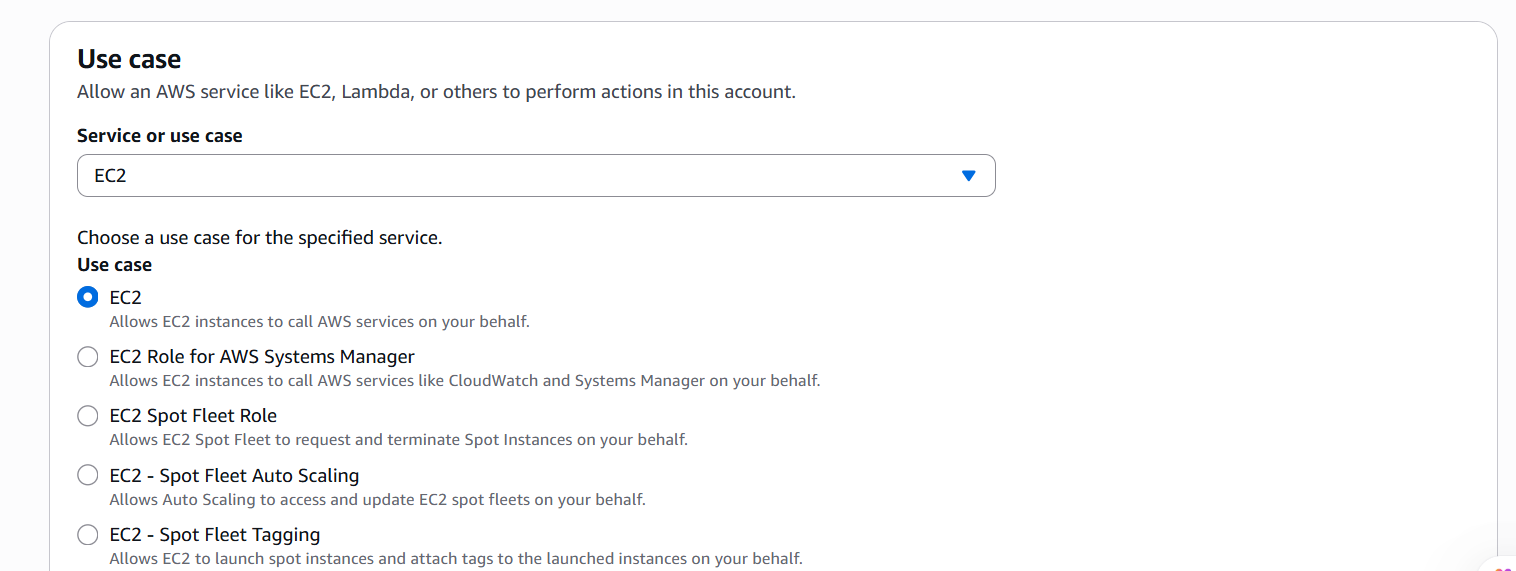 Use case
Allow an AWS service like EC2, Lambda, or others to perform actions in this account.
Service or use case
EC2
Choose a use case for the specified service.
Use case
EC2
Allows EC2 instances to call AWS services on your behalf.
EC2 Role for AWS Systems Manager
Allows EC2 instances to call AWS services like CloudWatch and Systems Manager on your behalf.
EC2 Spot Fleet Role
Allows EC2 Spot Fleet to request and terminate Spot Instances on your behalf.
EC2 - Spot Fleet Auto Scaling
Allows Auto Scaling to access and update EC2 spot fleets on your behalf.
EC2 - Spot Fleet Tagging
Allows EC2 to launch spot instances and attach tags to the launched instances on your behalf.